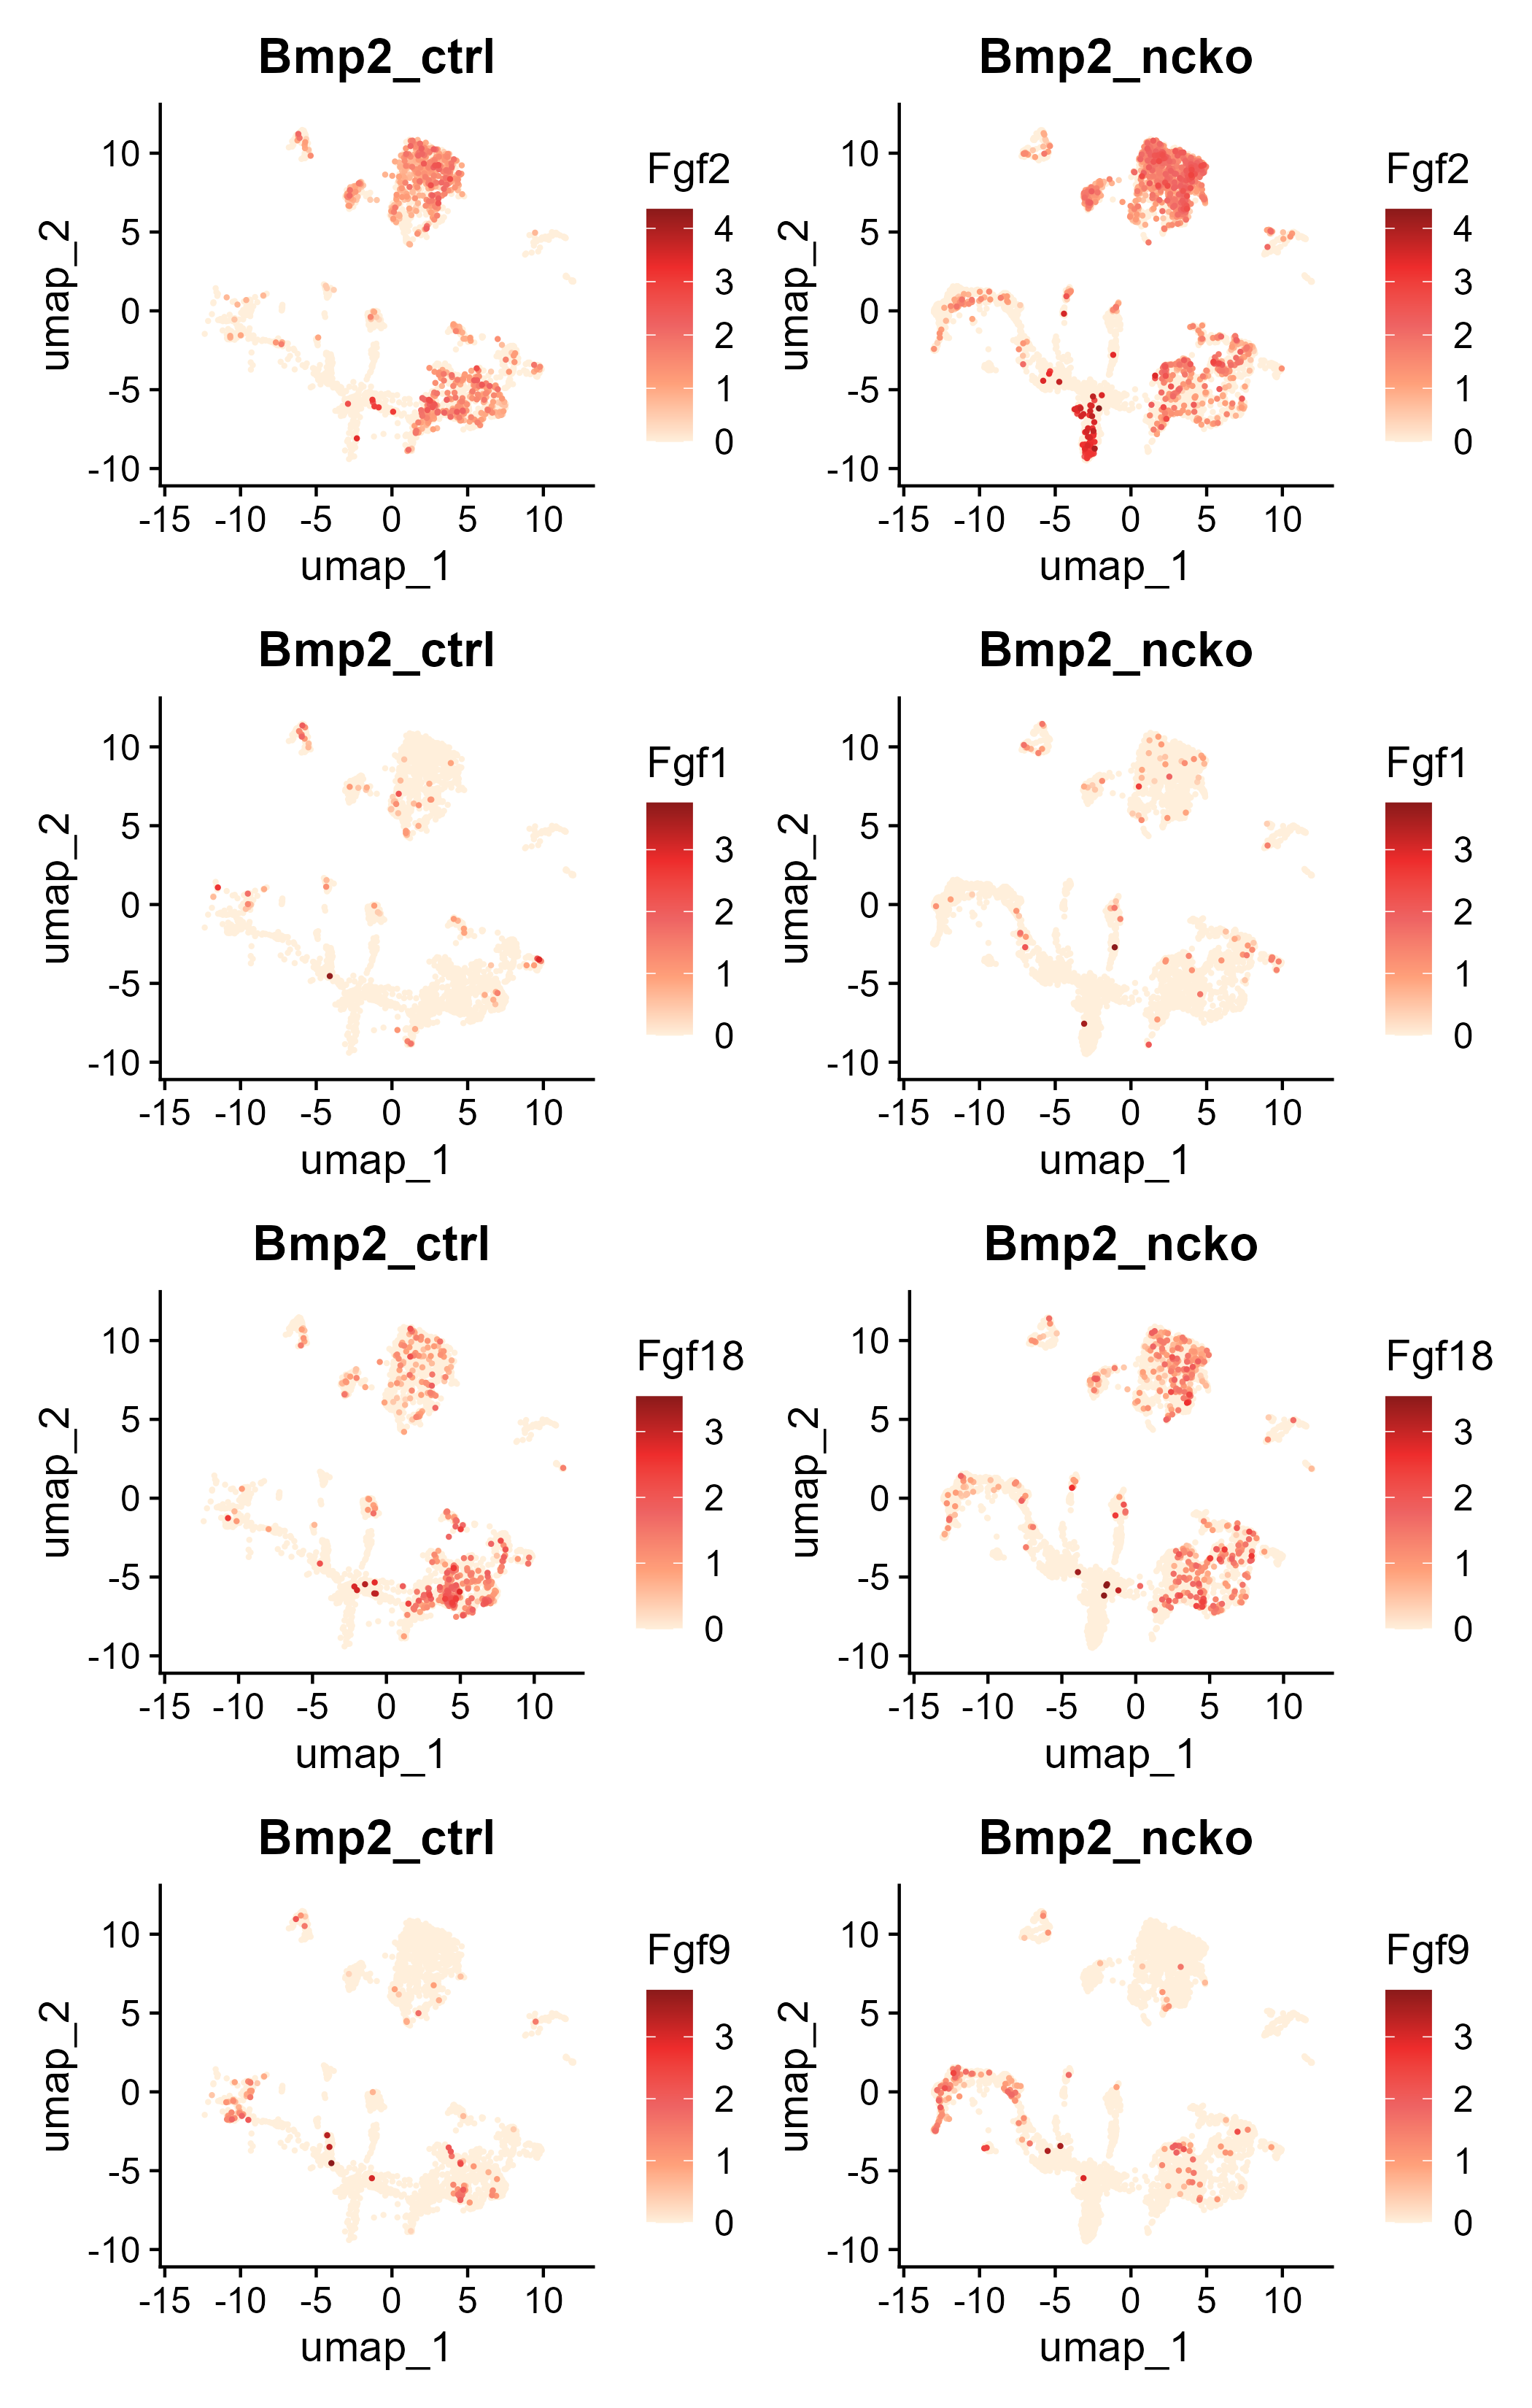 Bmp2_ctrl Bmp2_ncko
Fgf2 Fgf2
umap_2 10 5 0 -5 -10 4 3 2 1 0 umap_2 10 5 0 -5 -10 4 3 2 1 0
-15 -10 -5 0 5 10 -15 -10 -5 0 5 10
umap_1 umap_1
Bmp2_ctrl Bmp2_ncko
Fgf1 Fgf1
umap_2 10 5 0 -5 -10 3 2 1 0 umap_2 10 5 0 -5 -10 3 2 1 0
-15 -10 -5 0 5 10 -15 -10 -5 0 5 10
umap_1 umap_1
Bmp2_ctrl Bmp2_ncko
Fgf18 Fgf18
umap_2 10 5 0 -5 -10 3 2 1 0 umap_2 10 5 0 -5 -10 3 2 1 0
-15 -10 -5 0 5 10 -15 -10 -5 0 5 10
umap_1 umap_1
Bmp2_ctrl Bmp2_ncko
Fgf9 Fgf9
umap_2 10 5 0 -5 -10 3 2 1 0 umap_2 10 5 0 -5 -10 3 2 1 0
-15 -10 -5 0 5 10 -15 -10 -5 0 5 10
umap_1 umap_1